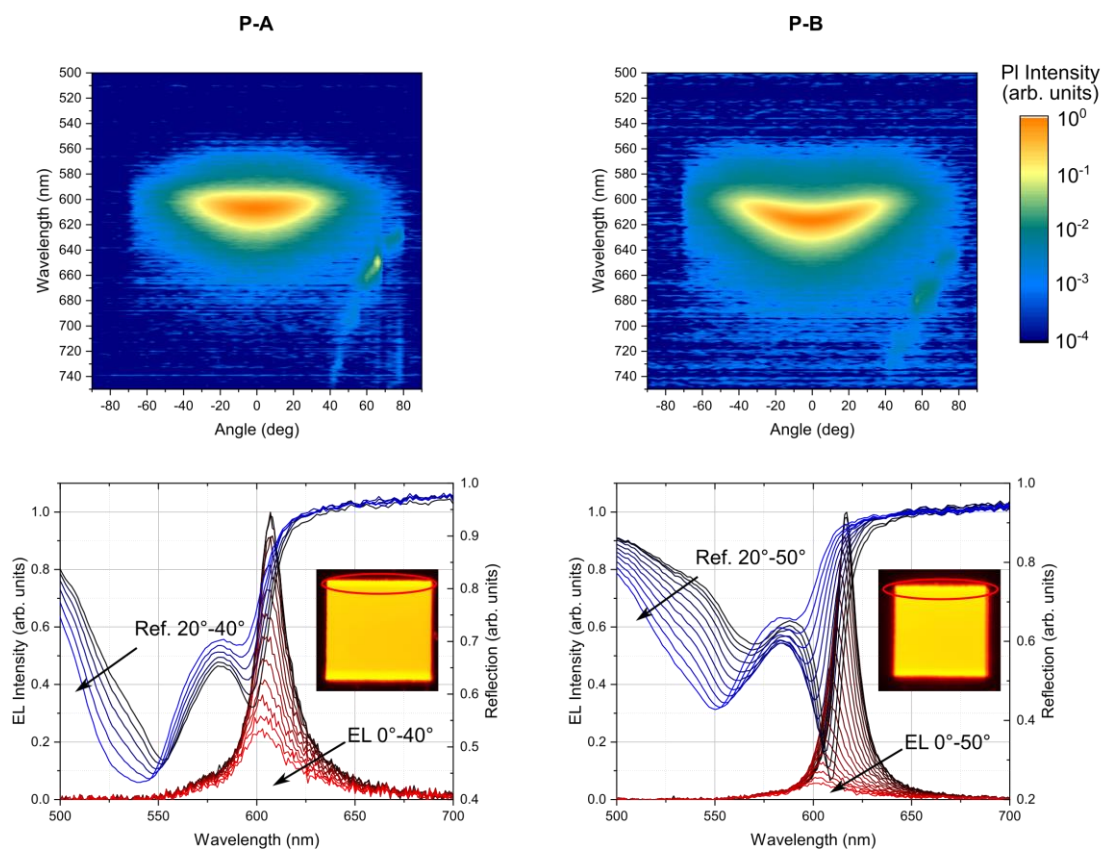 P-A
P-B
500
520
540
560
580
600
620
640
660
680
700
720
740
Wavelength (nm)
-80 -60 -40 -20 0 20 40 60 80
Angle (deg)
500
520
540
560
580
600
620
640
660
680
700
720
740
Wavelength (nm)
-80 -60 -40 -20 0 20 40 60 80
Angle (deg)
Pl Intensity
(arb. units)
10^0
10^-1
10^-2
10^-3
10^-4
1.0
0.8
0.6
0.4
0.2
0.0
EL Intensity (arb. units)
Ref. 20°-40°
EL 0°-40°
1.0
0.9
0.8
0.7
0.6
0.5
0.4
Reflection (arb. units)
500 550 600 650 700
Wavelength (nm)
1.0
0.8
0.6
0.4
0.2
0.0
EL Intensity (arb. units)
Ref. 20°-50°
EL 0°-50°
1.0
0.8
0.6
0.4
0.2
Reflection (arb. units)
500 550 600 650 700
Wavelength (nm)